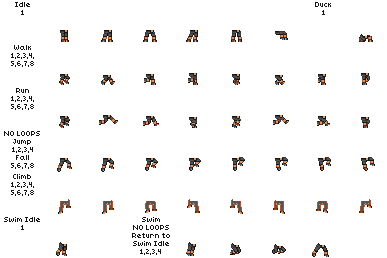 Idle
1
Duck
1
Walk
1,2,3,4,
5,6,7,8
Run
1,2,3,4,
5,6,7,8
NO LOOPS
Jump
1,2,3,4
Fall
5,6,7,8
Climb
1,2,3,4,
5,6,7,8
Swim Idle
1
Swim
NO LOOPS
Return to
Swim Idle
1,2,3,4